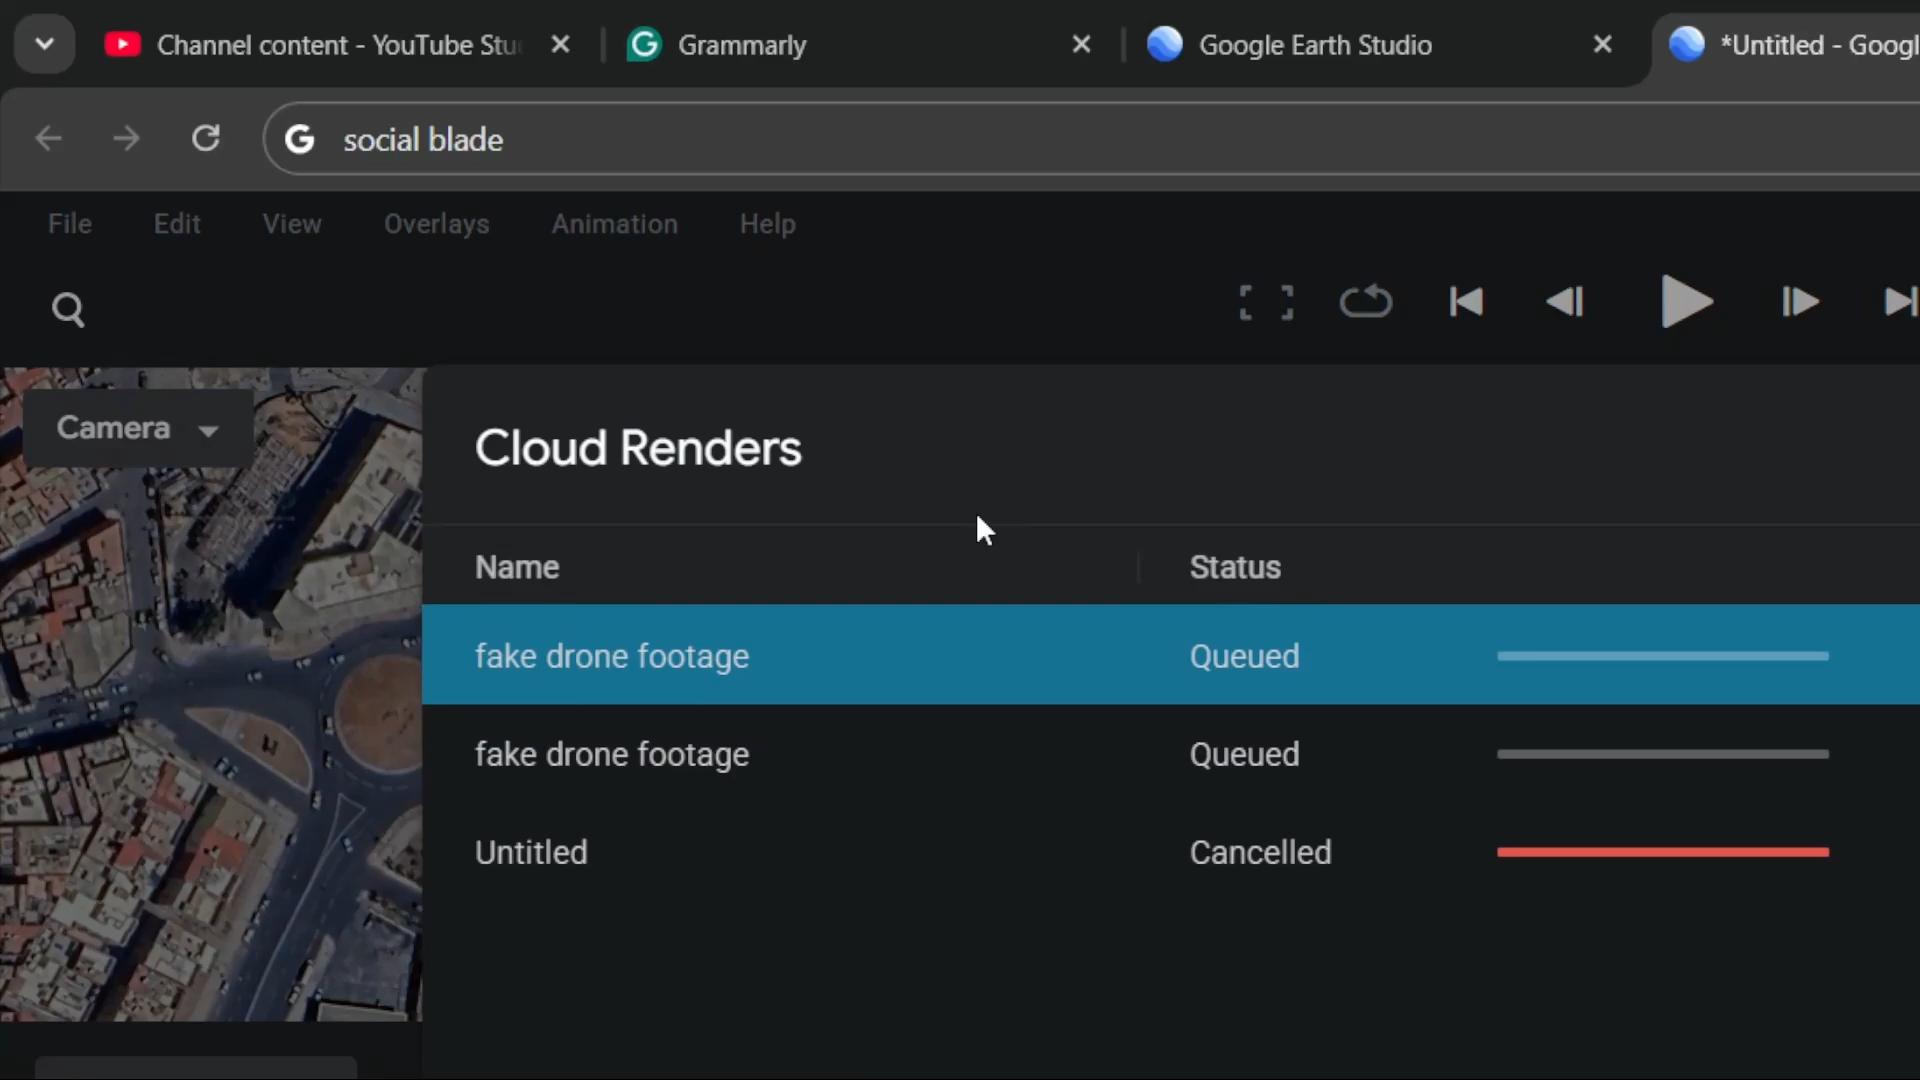 Channel content - YouTube Stu
Grammarly
Google Earth Studio
*Untitled - Googl
social blade
File Edit View Overlays Animation Help
Camera
Cloud Renders
Name Status
fake drone footage Queued
fake drone footage Queued
Untitled Cancelled